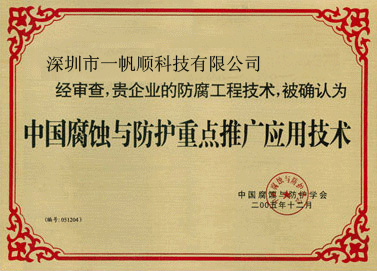 深圳市一帆顺科技有限公司
经审查,贵企业的防腐工程技术,被确认为
中国腐蚀与防护重点推广应用技术
中国腐蚀与防护学会
二00五年十二月
(编号:051204)